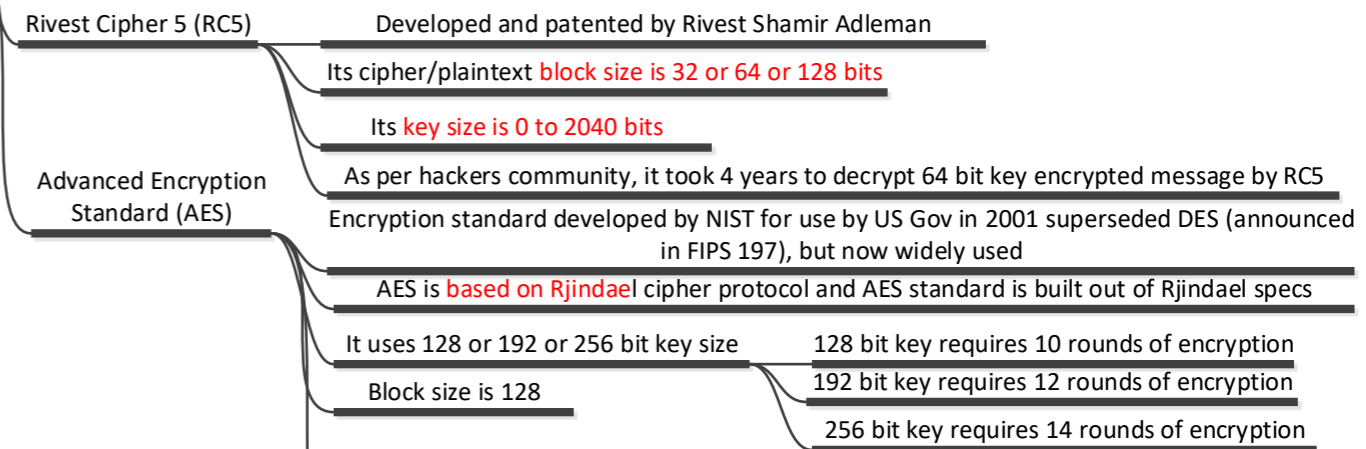 Rivest Cipher 5 (RC5)
Developed and patented by Rivest Shamir Adleman
Its cipher/plaintext block size is 32 or 64 or 128 bits
Its key size is 0 to 2040 bits
As per hackers community, it took 4 years to decrypt 64 bit key encrypted message by RC5
Advanced Encryption
Standard (AES)
Encryption standard developed by NIST for use by US Gov in 2001 superseded DES (announced
in FIPS 197), but now widely used
AES is based on Rjindael cipher protocol and AES standard is built out of Rjindael specs
It uses 128 or 192 or 256 bit key size
128 bit key requires 10 rounds of encryption
192 bit key requires 12 rounds of encryption
256 bit key requires 14 rounds of encryption
Block size is 128